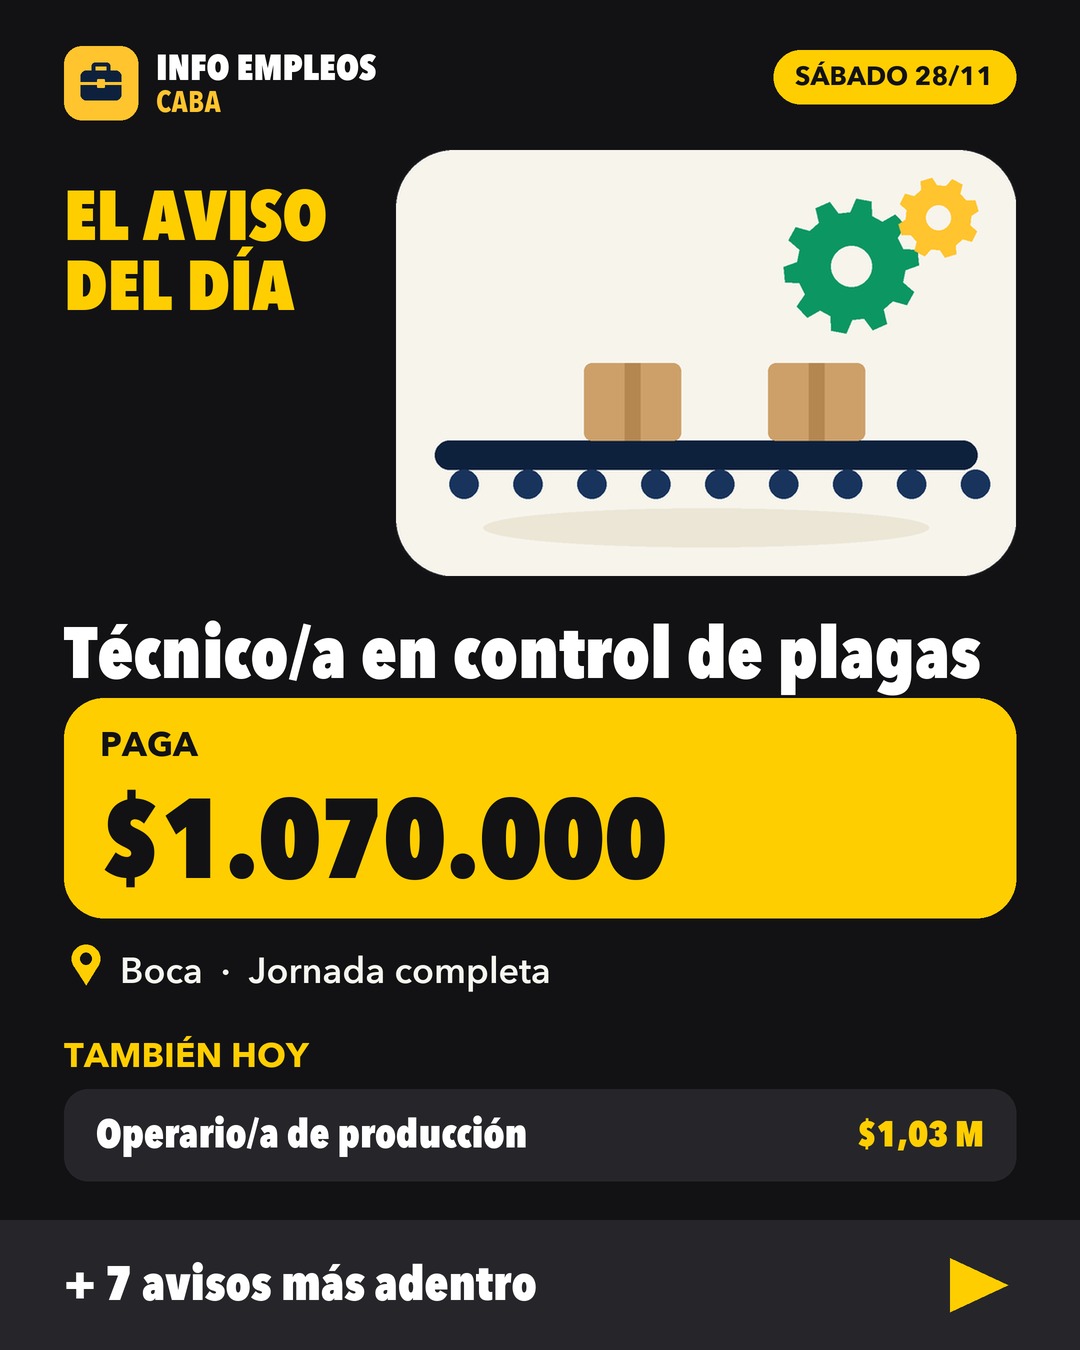 INFO EMPLEOS
CABA
SÁBADO 28/11
EL AVISO
DEL DÍA
Técnico/a en control de plagas
PAGA
$1.070.000
Boca · Jornada completa
TAMBIÉN HOY
Operario/a de producción
$1,03 M
+ 7 avisos más adentro